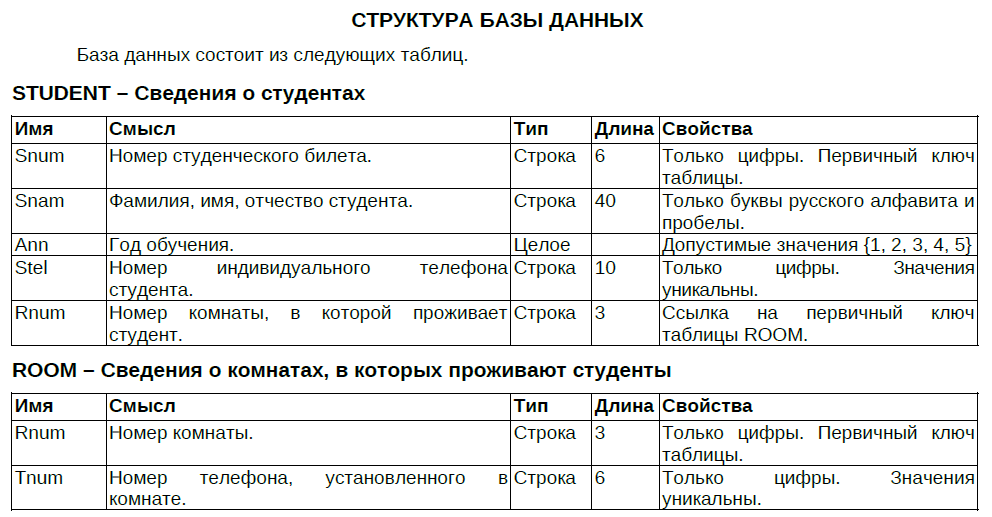 СТРУКТУРА БАЗЫ ДАННЫХ
База данных состоит из следующих таблиц.
STUDENT – Сведения о студентах
Имя Смысл Тип Длина Свойства
Snum Номер студенческого билета. Строка 6 Только цифры. Первичный ключ
таблицы.
Snam Фамилия, имя, отчество студента. Строка 40 Только буквы русского алфавита и
пробелы.
Ann Год обучения. Целое Допустимые значения {1, 2, 3, 4, 5}
Stel Номер индивидуального телефона Строка 10 Только цифры. Значения
студента. уникальны.
Rnum Номер комнаты, в которой проживает Строка 3 Ссылка на первичный ключ
студент. таблицы ROOM.
ROOM – Сведения о комнатах, в которых проживают студенты
Имя Смысл Тип Длина Свойства
Rnum Номер комнаты. Строка 3 Только цифры. Первичный ключ
таблицы.
Tnum Номер телефона, установленного в Строка 6 Только цифры. Значения
комнате. уникальны.